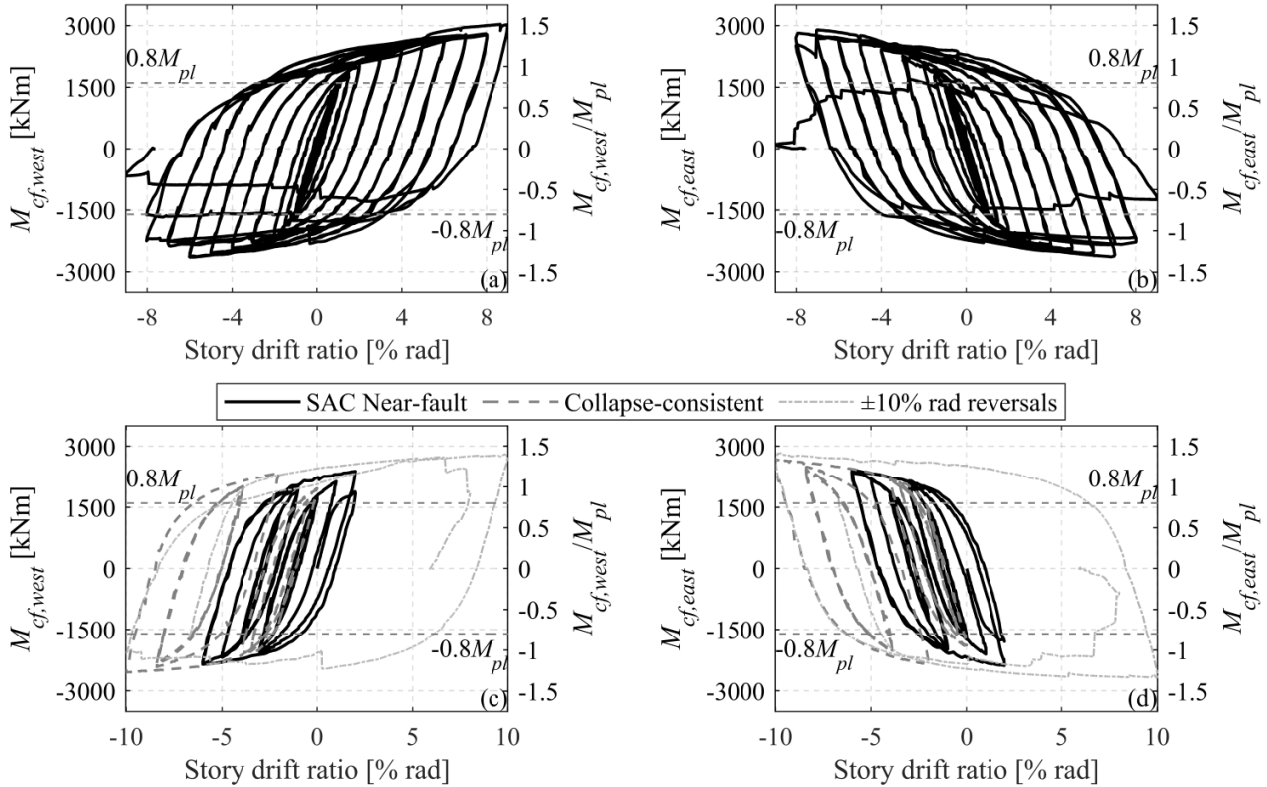 3000
1500
0
-1500
-3000
M_cf,west [kNm]
0.8M_pl
-0.8M_pl
(a)
1.5
1
0.5
0
-0.5
-1
-1.5
M_cf,west/M_pl
-8 -4 0 4 8
Story drift ratio [% rad]
3000
1500
0
-1500
-3000
M_cf,east [kNm]
0.8M_pl
-0.8M_pl
(b)
1.5
1
0.5
0
-0.5
-1
-1.5
M_cf,east/M_pl
-8 -4 0 4 8
Story drift ratio [% rad]
SAC Near-fault Collapse-consistent ±10% rad reversals
3000
1500
0
-1500
-3000
M_cf,west [kNm]
0.8M_pl
-0.8M_pl
(c)
1.5
1
0.5
0
-0.5
-1
-1.5
M_cf,west/M_pl
-10 -5 0 5 10
Story drift ratio [% rad]
3000
1500
0
-1500
-3000
M_cf,east [kNm]
0.8M_pl
-0.8M_pl
(d)
1.5
1
0.5
0
-0.5
-1
-1.5
M_cf,east/M_pl
-10 -5 0 5 10
Story drift ratio [% rad]